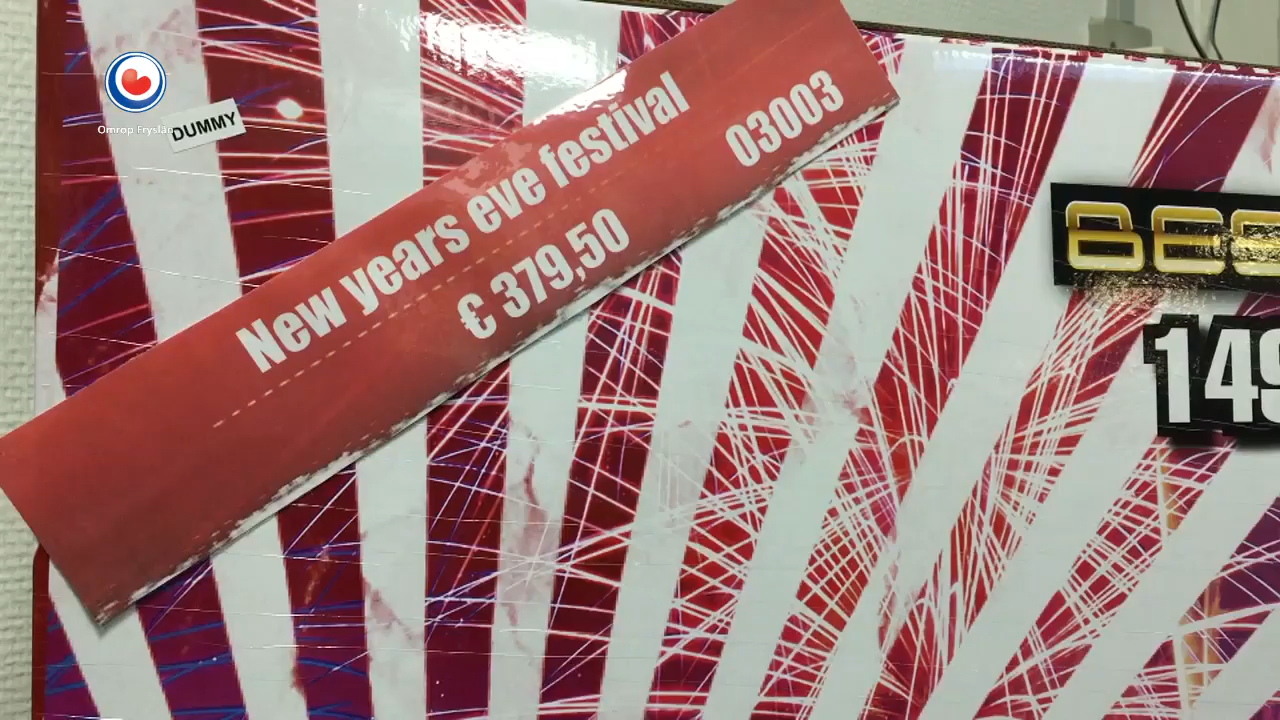 Omrop Fryslân
DUMMY
New years eve festival
03003
€ 379,50